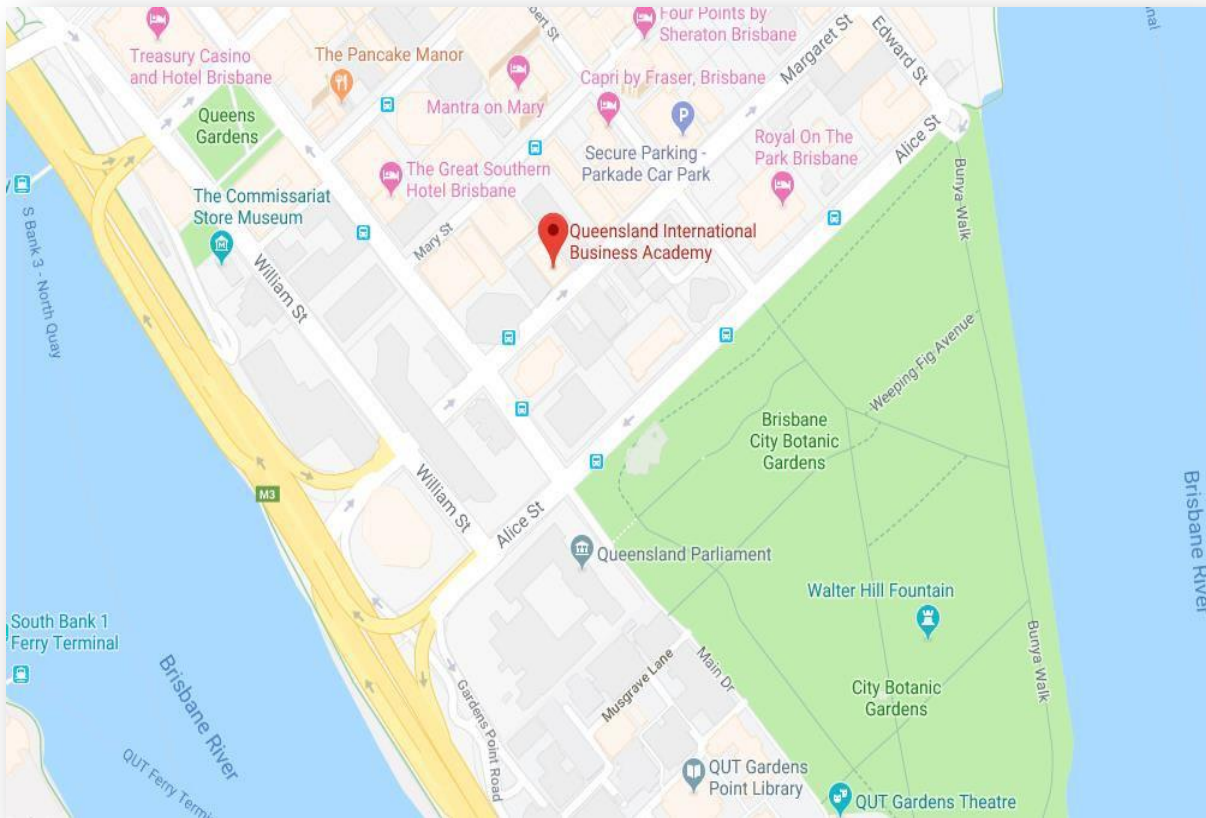 Four Points by
Sheraton Brisbane
Treasury Casino
and Hotel Brisbane
The Pancake Manor
Margaret St
Edward St
Mantra on Mary
Capri by Fraser, Brisbane
Queens
Gardens
Secure Parking -
Parkade Car Park
Royal On The
Park Brisbane
Alice St
The Great Southern
Hotel Brisbane
Bunya Walk
The Commissariat
Store Museum
Mary St
Queensland International
Business Academy
S Bank 3 - North Quay
William St
Weeping Fig Avenue
Brisbane
City Botanic
Gardens
M3
William St
Alice St
Brisbane River
Queensland Parliament
Walter Hill Fountain
South Bank 1
Ferry Terminal
Bunya Walk
Musgrave Lane
Main Dr
Brisbane River
City Botanic
Gardens
Gardens Point Road
QUT Gardens
Point Library
QUT Ferry
QUT Gardens Theatre